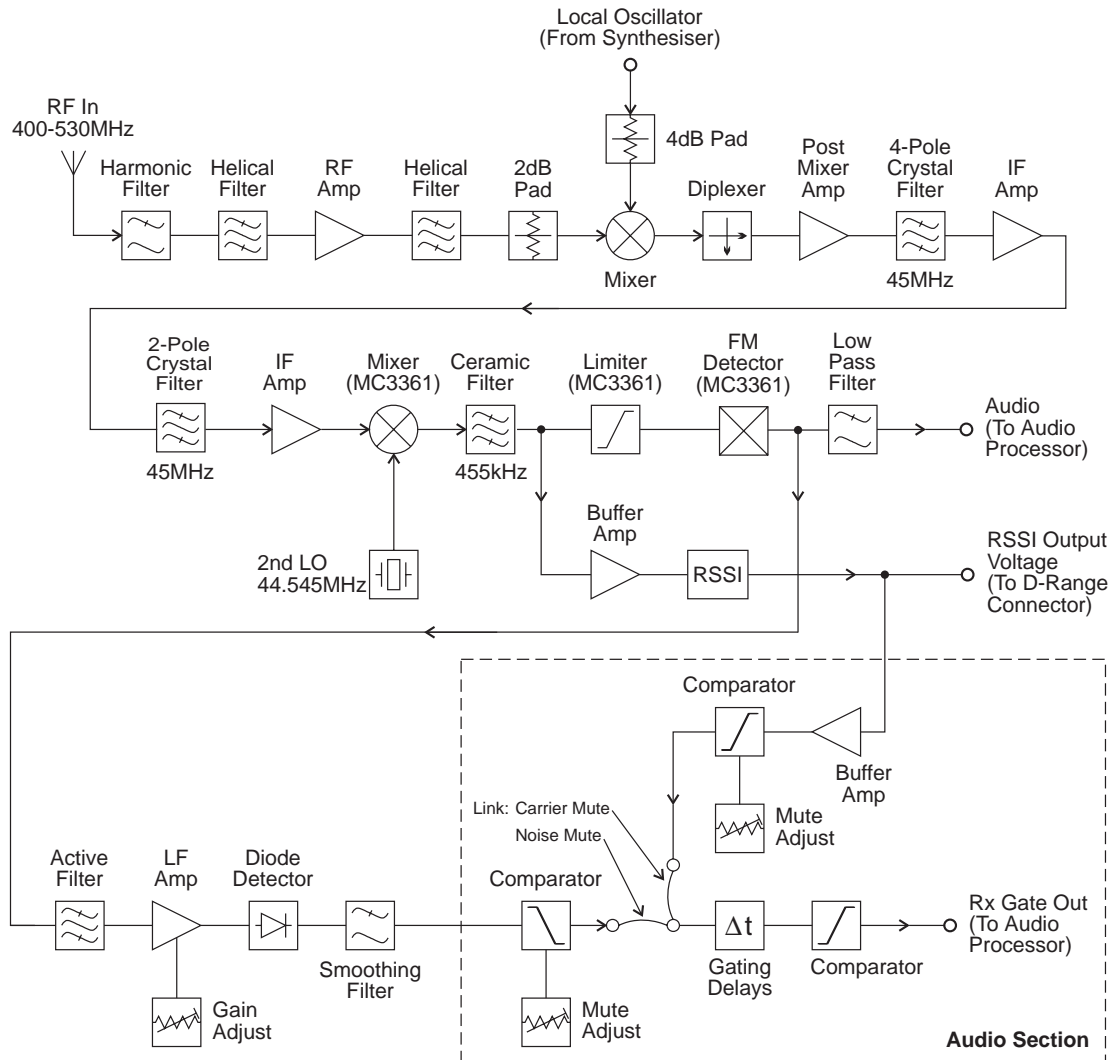 Local Oscillator
(From Synthesiser)
RF In
400-530MHz
4dB Pad
Harmonic
Filter
Helical
Filter
RF
Amp
Helical
Filter
2dB
Pad
Mixer
Diplexer
Post
Mixer
Amp
4-Pole
Crystal
Filter
45MHz
IF
Amp
2-Pole
Crystal
Filter
45MHz
IF
Amp
Mixer
(MC3361)
Ceramic
Filter
455kHz
Limiter
(MC3361)
FM
Detector
(MC3361)
Low
Pass
Filter
Audio
(To Audio
Processor)
2nd LO
44.545MHz
Buffer
Amp
RSSI
RSSI Output
Voltage
(To D-Range
Connector)
Comparator
Buffer
Amp
Mute
Adjust
Link: Carrier Mute
Noise Mute
Active
Filter
LF
Amp
Diode
Detector
Smoothing
Filter
Gain
Adjust
Comparator
Mute
Adjust
Δt
Gating
Delays
Comparator
Rx Gate Out
(To Audio
Processor)
Audio Section